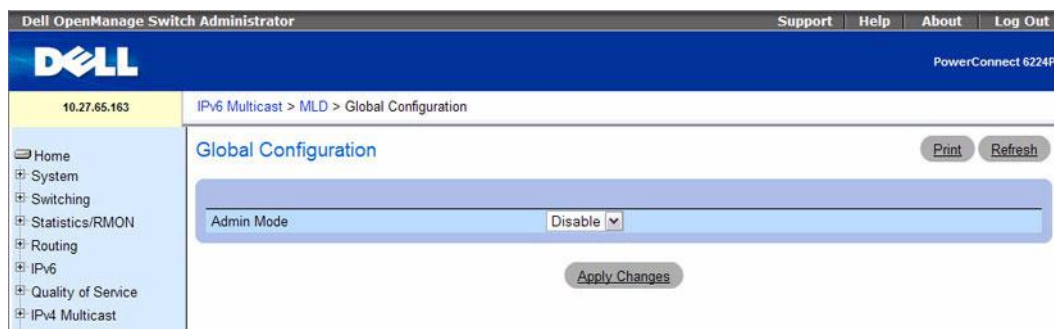 Dell OpenManage Switch Administrator
Support Help About Log Out
DELL
PowerConnect 6224P
10.27.65.163
IPv6 Multicast > MLD > Global Configuration
Home
System
Switching
Statistics/RMON
Routing
IPv6
Quality of Service
IPv4 Multicast
Global Configuration
Print Refresh
Admin Mode Disable
Apply Changes